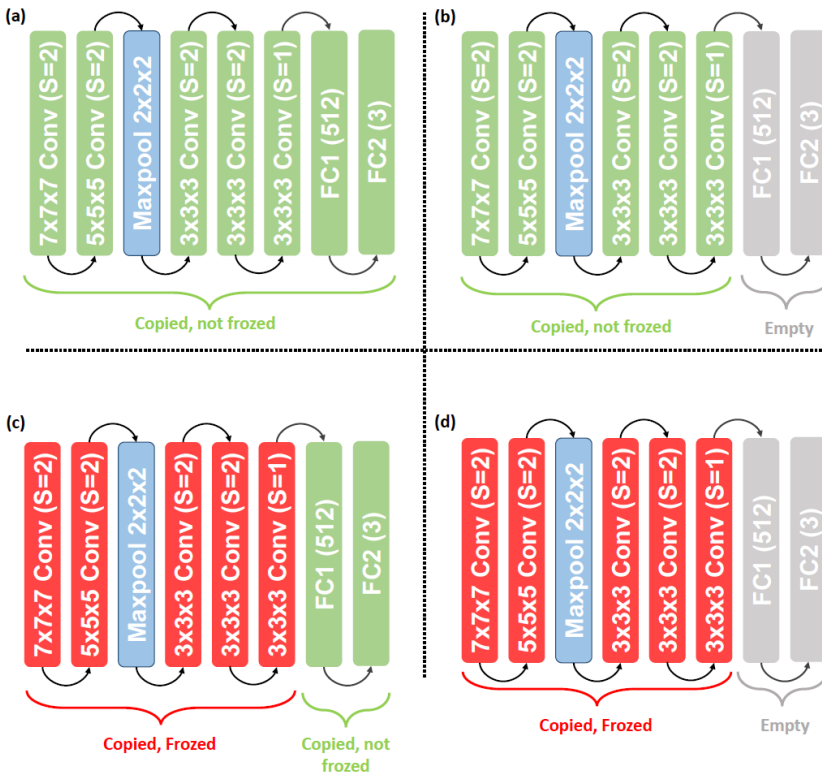 (a)
7x7x7 Conv (S=2)
5x5x5 Conv (S=2)
Maxpool 2x2x2
3x3x3 Conv (S=2)
3x3x3 Conv (S=2)
3x3x3 Conv (S=1)
FC1 (512)
FC2 (3)
Copied, not frozed
(b)
7x7x7 Conv (S=2)
5x5x5 Conv (S=2)
Maxpool 2x2x2
3x3x3 Conv (S=2)
3x3x3 Conv (S=2)
3x3x3 Conv (S=1)
FC1 (512)
FC2 (3)
Copied, not frozed
Empty
(c)
7x7x7 Conv (S=2)
5x5x5 Conv (S=2)
Maxpool 2x2x2
3x3x3 Conv (S=2)
3x3x3 Conv (S=2)
3x3x3 Conv (S=1)
FC1 (512)
FC2 (3)
Copied, Frozed
Copied, not
frozed
(d)
7x7x7 Conv (S=2)
5x5x5 Conv (S=2)
Maxpool 2x2x2
3x3x3 Conv (S=2)
3x3x3 Conv (S=2)
3x3x3 Conv (S=1)
FC1 (512)
FC2 (3)
Copied, Frozed
Empty